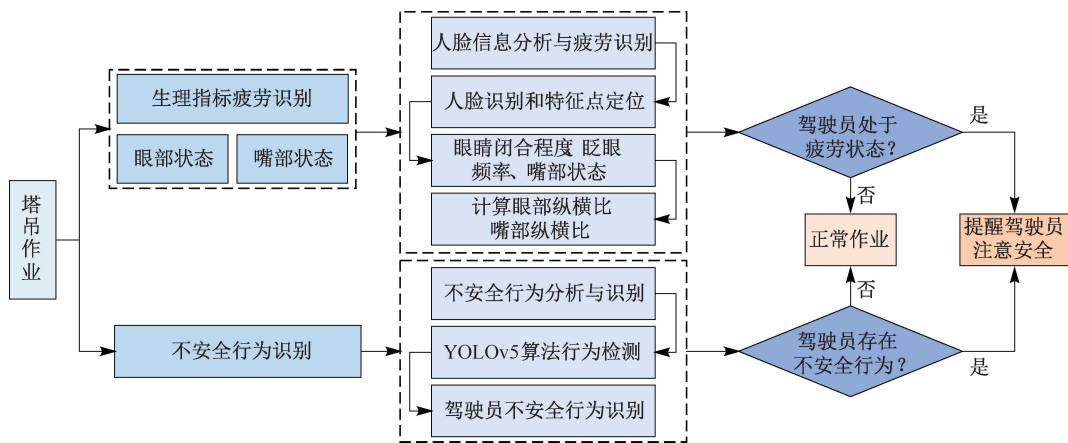 塔吊作业
生理指标疲劳识别
眼部状态
嘴部状态
不安全行为识别
人脸信息分析与疲劳识别
人脸识别和特征点定位
眼睛闭合程度 眨眼
频率、嘴部状态
计算眼部纵横比
嘴部纵横比
不安全行为分析与识别
YOLOv5算法行为检测
驾驶员不安全行为识别
驾驶员处于
疲劳状态？
是
否
正常作业
提醒驾驶员
注意安全
否
驾驶员存在
不安全行为？
是